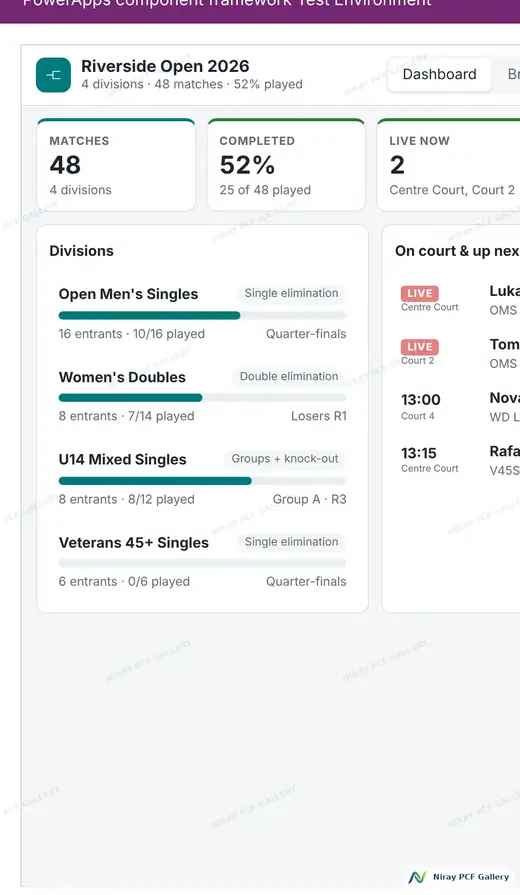 PowerApps component framework Test Environment
Riverside Open 2026
4 divisions · 48 matches · 52% played
Dashboard
MATCHES
48
4 divisions
COMPLETED
52%
25 of 48 played
LIVE NOW
2
Centre Court, Court 2
Divisions
Open Men's Singles
Single elimination
16 entrants · 10/16 played
Quarter-finals
Women's Doubles
Double elimination
8 entrants · 7/14 played
Losers R1
U14 Mixed Singles
Groups + knock-out
8 entrants · 8/12 played
Group A · R3
Veterans 45+ Singles
Single elimination
6 entrants · 0/6 played
Quarter-finals
On court & up nex
LIVE
Centre Court
Luka
OMS
LIVE
Court 2
Tom
OMS
13:00
Court 4
Nova
WD L
13:15
Centre Court
Rafa
V45S
NIRAY PCF GALLERY
Niray PCF Gallery